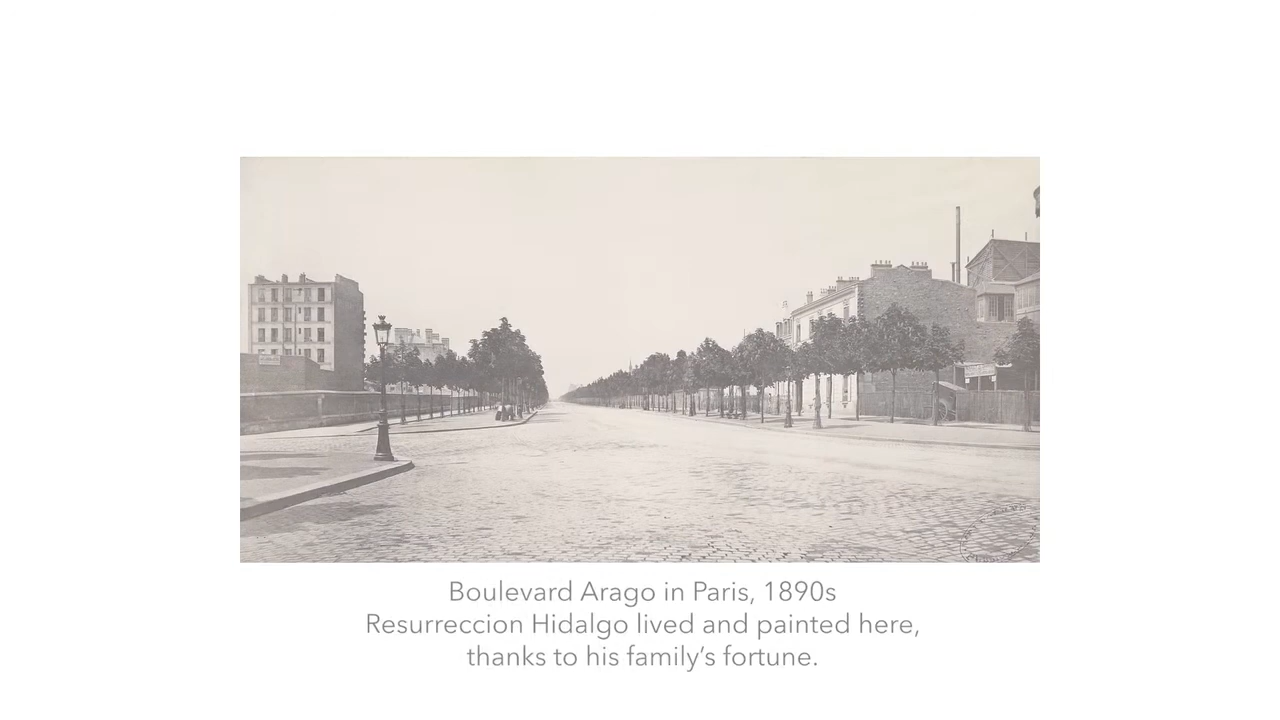 Boulevard Arago in Paris, 1890s
Resurreccion Hidalgo lived and painted here,
thanks to his family's fortune.